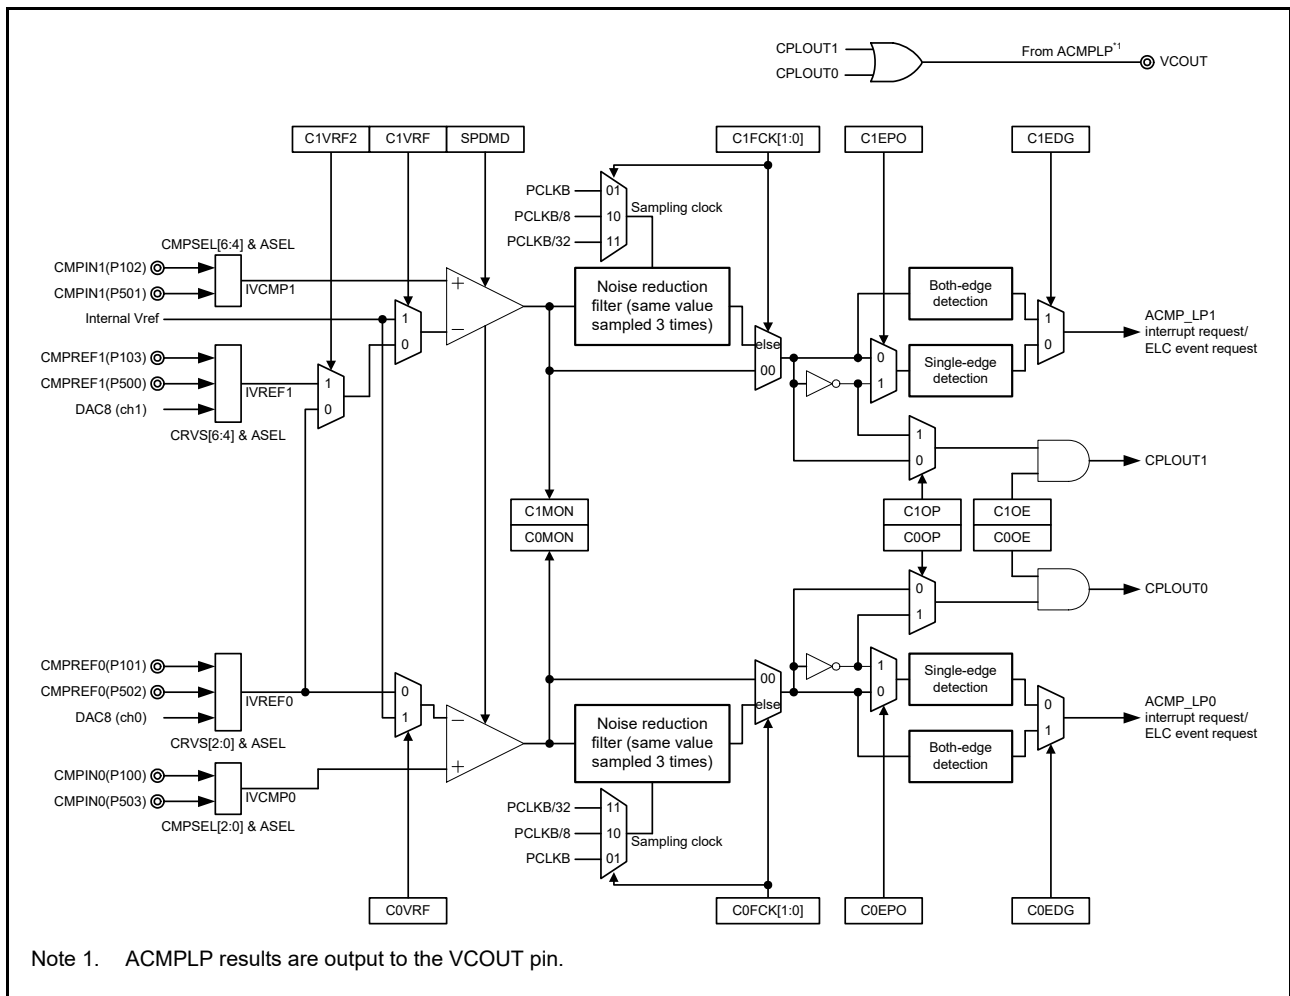 CPLOUT1
CPLOUT0
From ACMPLP*1
VCOUT
C1VRF2
C1VRF
SPDMD
C1FCK[1:0]
C1EPO
C1EDG
PCLKB
01
PCLKB/8
10
Sampling clock
PCLKB/32
11
CMPSEL[6:4] & ASEL
CMPIN1(P102)
CMPIN1(P501)
IVCMP1
Internal Vref
CMPREF1(P103)
CMPREF1(P500)
DAC8 (ch1)
IVREF1
CRVS[6:4] & ASEL
1
0
1
0
+
−
Noise reduction
filter (same value
sampled 3 times)
else
00
0
1
Both-edge
detection
Single-edge
detection
1
0
ACMP_LP1
interrupt request/
ELC event request
1
0
CPLOUT1
C1MON
C0MON
C1OP
C0OP
C1OE
C0OE
0
1
CPLOUT0
CMPREF0(P101)
CMPREF0(P502)
DAC8 (ch0)
IVREF0
CRVS[2:0] & ASEL
CMPIN0(P100)
CMPIN0(P503)
IVCMP0
CMPSEL[2:0] & ASEL
0
1
−
+
Noise reduction
filter (same value
sampled 3 times)
00
else
1
0
Single-edge
detection
Both-edge
detection
0
1
ACMP_LP0
interrupt request/
ELC event request
PCLKB/32
11
PCLKB/8
10
Sampling clock
PCLKB
01
C0VRF
C0FCK[1:0]
C0EPO
C0EDG
Note 1. ACMPLP results are output to the VCOUT pin.